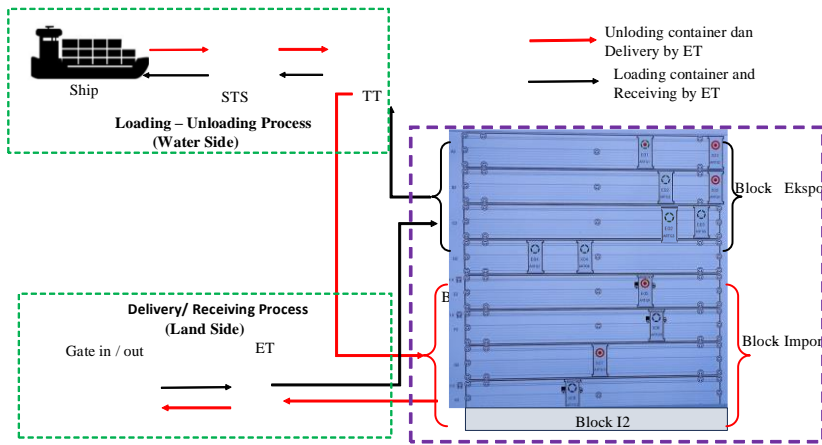 Unloding container dan
Delivery by ET
Loading container and
Receiving by ET
Ship
STS
TT
Loading – Unloading Process
(Water Side)
Block Ekspo
Delivery/ Receiving Process
(Land Side)
Gate in / out
ET
B
Block Impor
Block I2